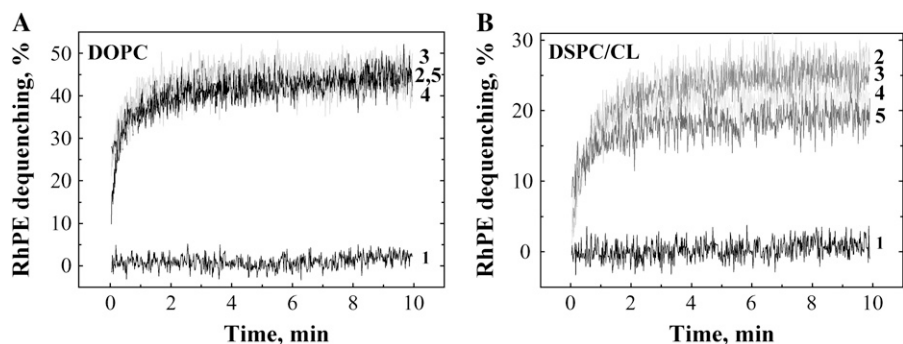 A
DOPC
RhPE dequenching, %
50
40
30
20
10
0
3
2,5
4
1
0 2 4 6 8 10
Time, min
B
DSPC/CL
RhPE dequenching, %
30
20
10
0
2
3
4
5
1
0 2 4 6 8 10
Time, min